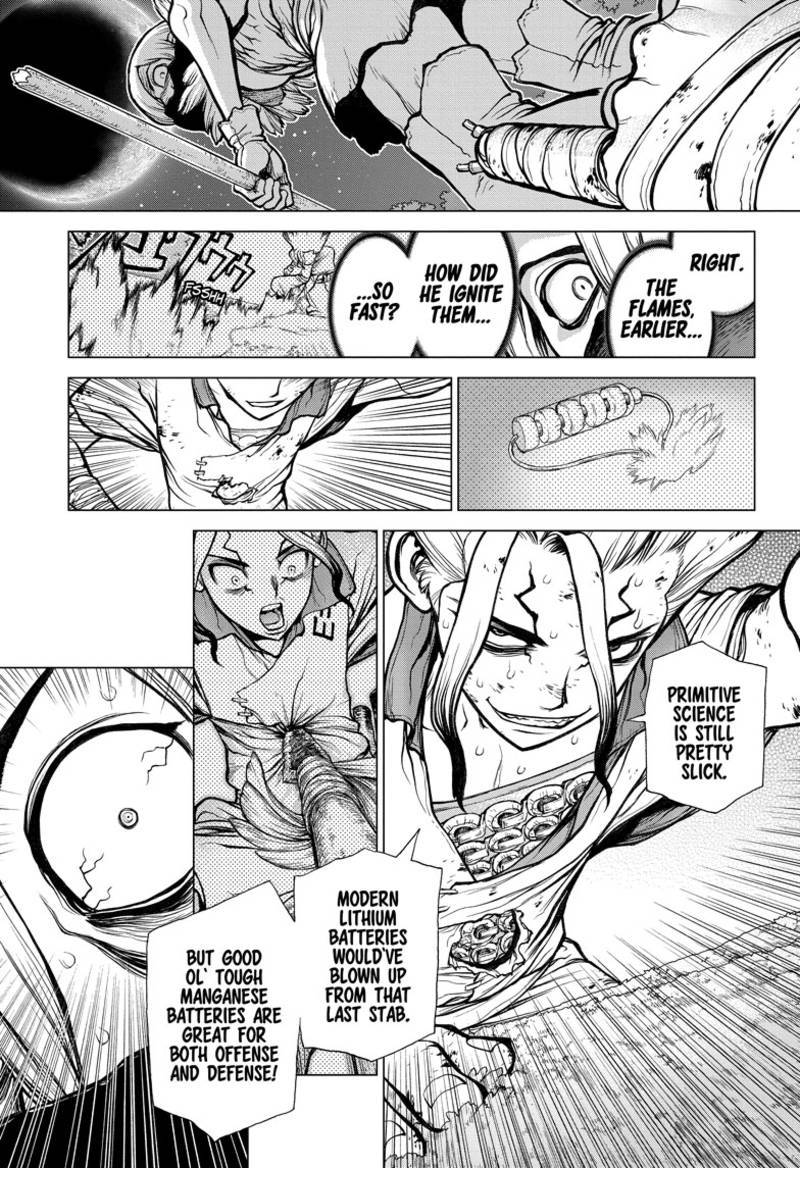 RIGHT.
THE
FLAMES,
EARLIER...
HOW DID
HE IGNITE
THEM...
...SO
FAST?
FSSHH
PRIMITIVE
SCIENCE
IS STILL
PRETTY
SLICK.
MODERN
LITHIUM
BATTERIES
WOULD'VE
BLOWN UP
FROM THAT
LAST STAB.
BUT GOOD
OL' TOUGH
MANGANESE
BATTERIES ARE
GREAT FOR
BOTH OFFENSE
AND DEFENSE!